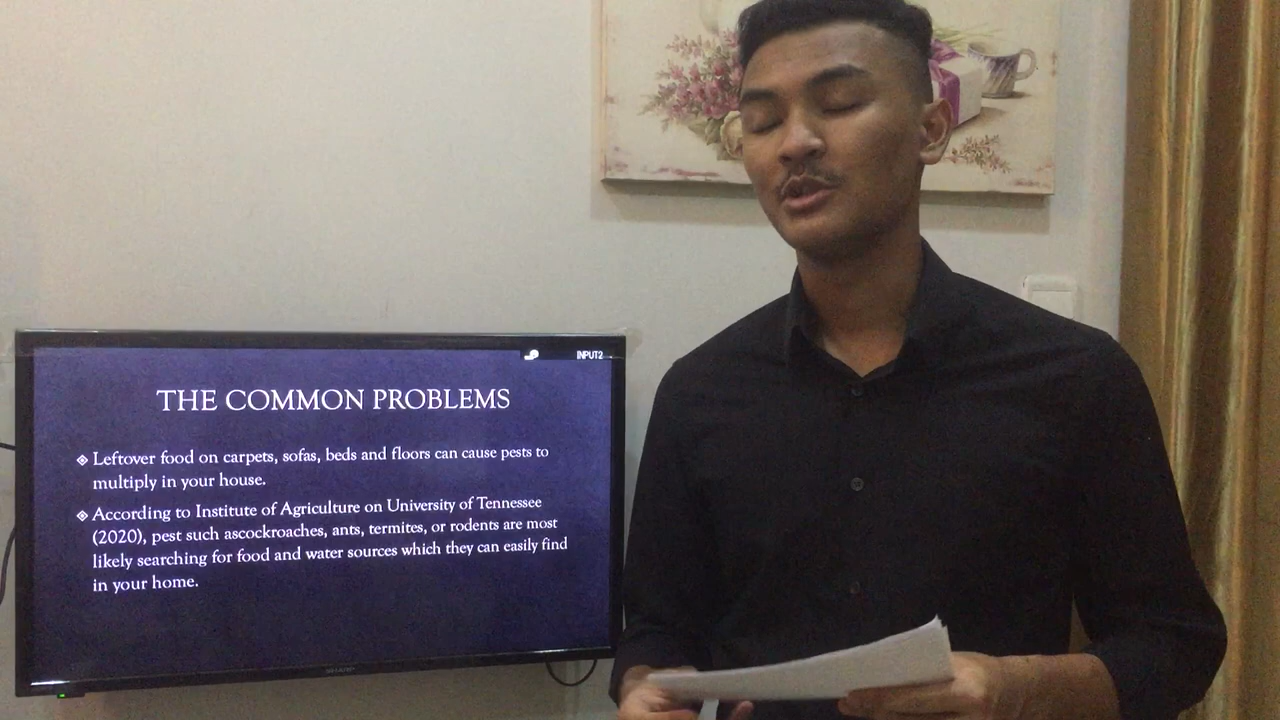 INPUT2
THE COMMON PROBLEMS
Leftover food on carpets, sofas, beds and floors can cause pests to
multiply in your house.
According to Institute of Agriculture on University of Tennessee
(2020), pest such ascockroaches, ants, termites, or rodents are most
likely searching for food and water sources which they can easily find
in your home.
SHARP